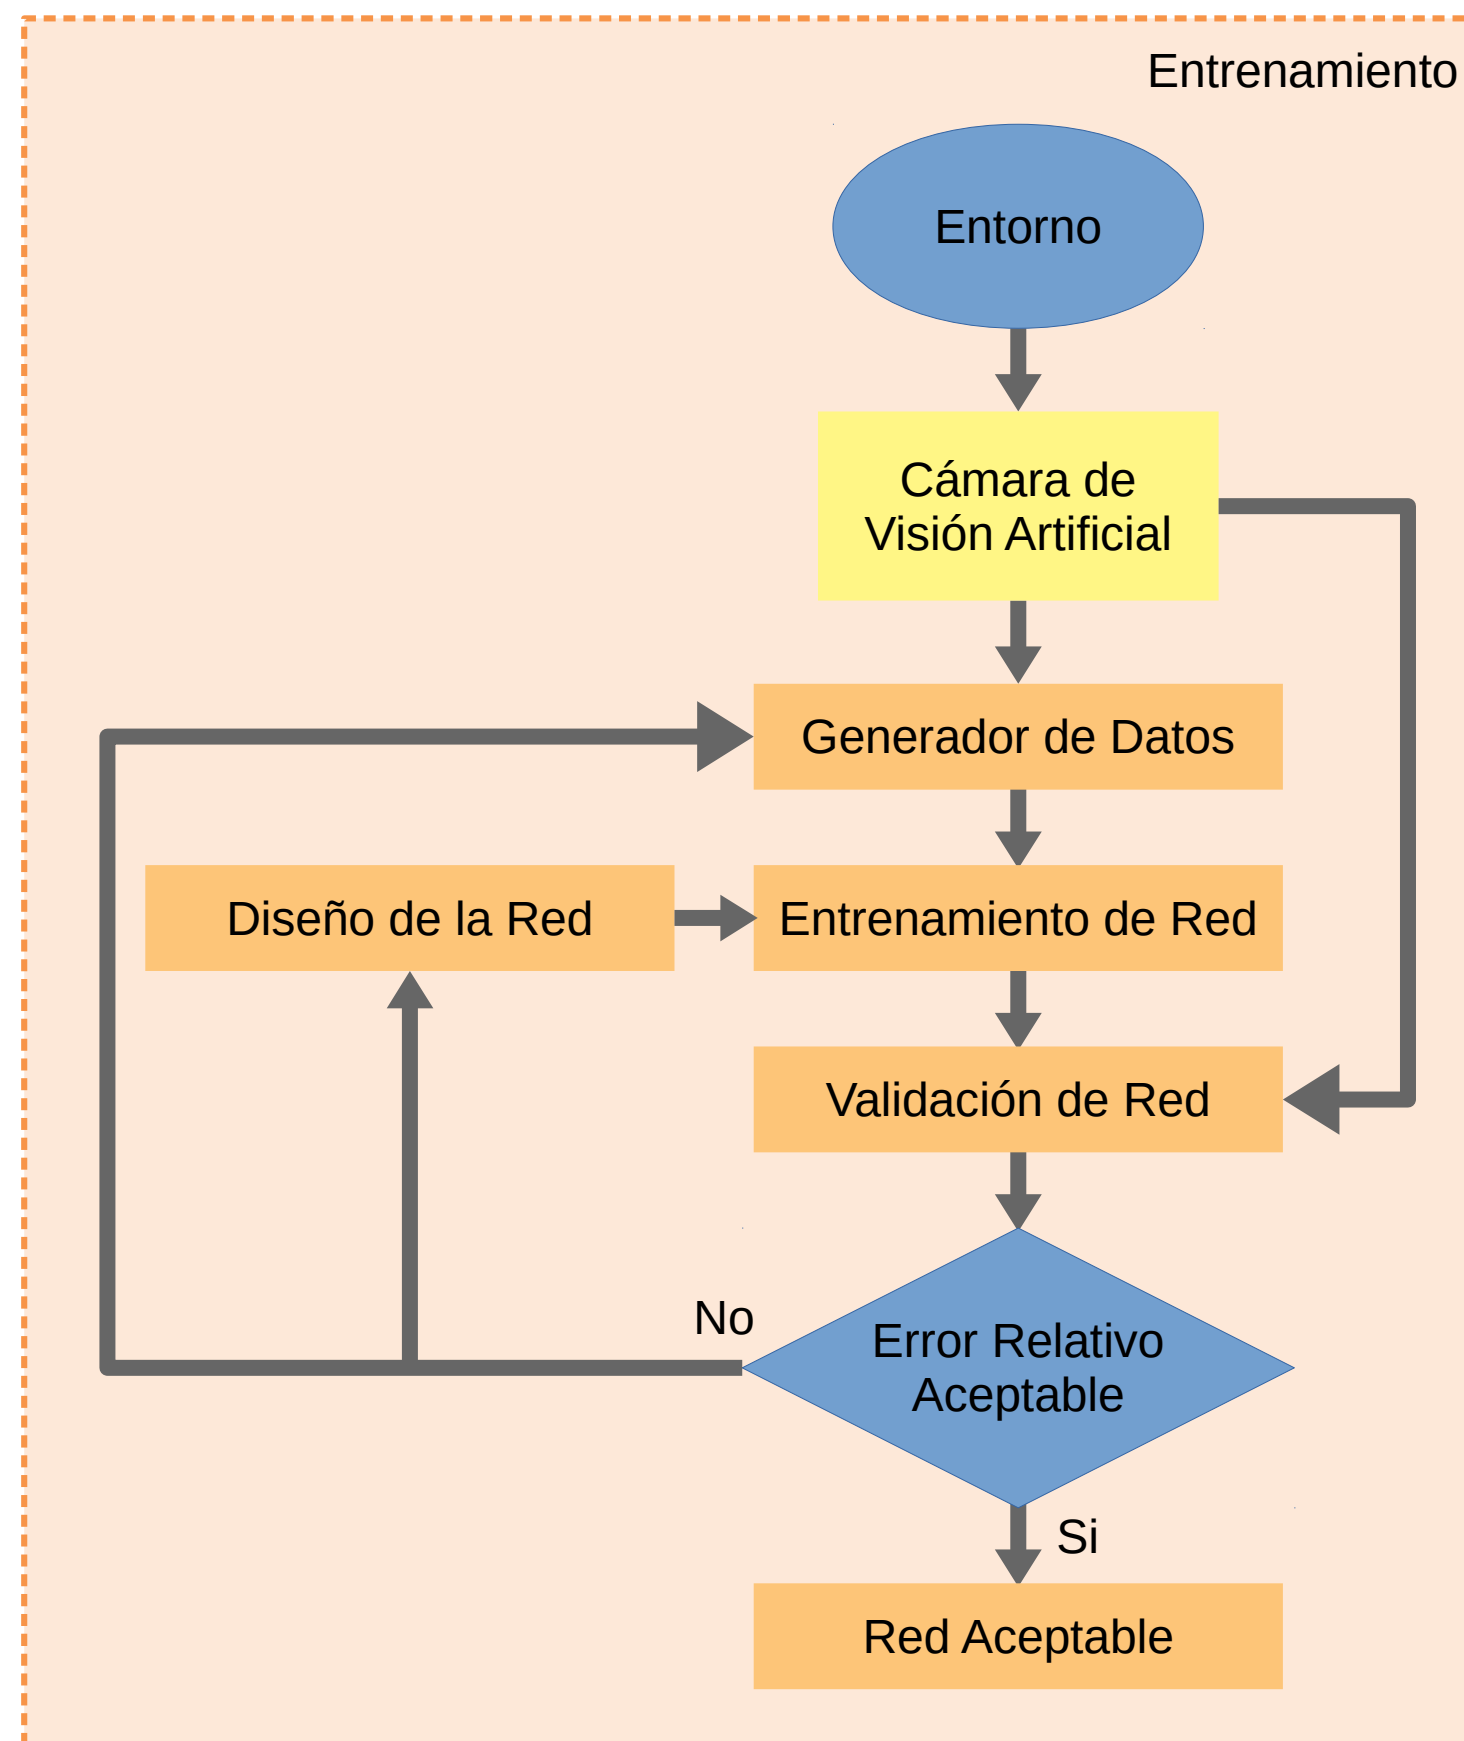 Entrenamiento
Entorno
Cámara de
Visión Artificial
Generador de Datos
Diseño de la Red
Entrenamiento de Red
Validación de Red
No
Error Relativo
Aceptable
Si
Red Aceptable